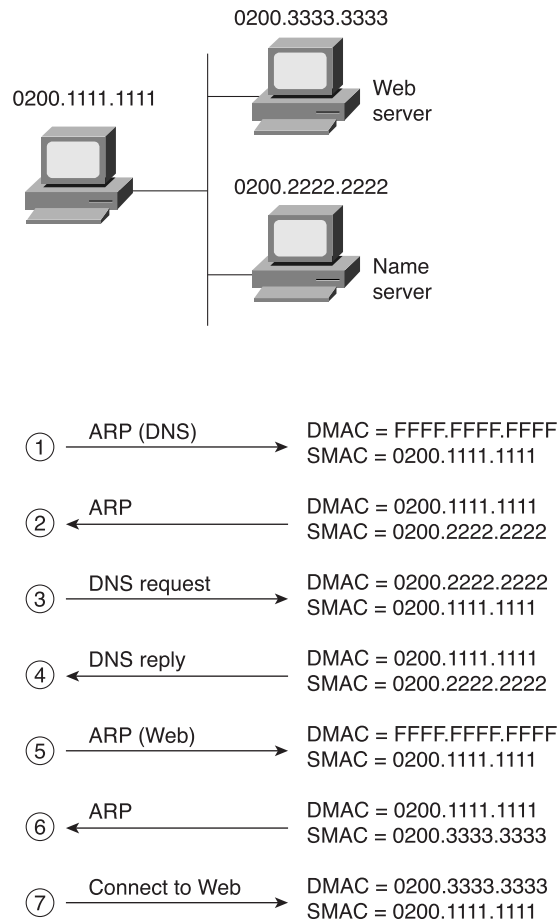 0200.3333.3333
Web
server
0200.1111.1111
0200.2222.2222
Name
server
1
ARP (DNS)
DMAC = FFFF.FFFF.FFFF
SMAC = 0200.1111.1111
2
ARP
DMAC = 0200.1111.1111
SMAC = 0200.2222.2222
3
DNS request
DMAC = 0200.2222.2222
SMAC = 0200.1111.1111
4
DNS reply
DMAC = 0200.1111.1111
SMAC = 0200.2222.2222
5
ARP (Web)
DMAC = FFFF.FFFF.FFFF
SMAC = 0200.1111.1111
6
ARP
DMAC = 0200.1111.1111
SMAC = 0200.3333.3333
7
Connect to Web
DMAC = 0200.3333.3333
SMAC = 0200.1111.1111